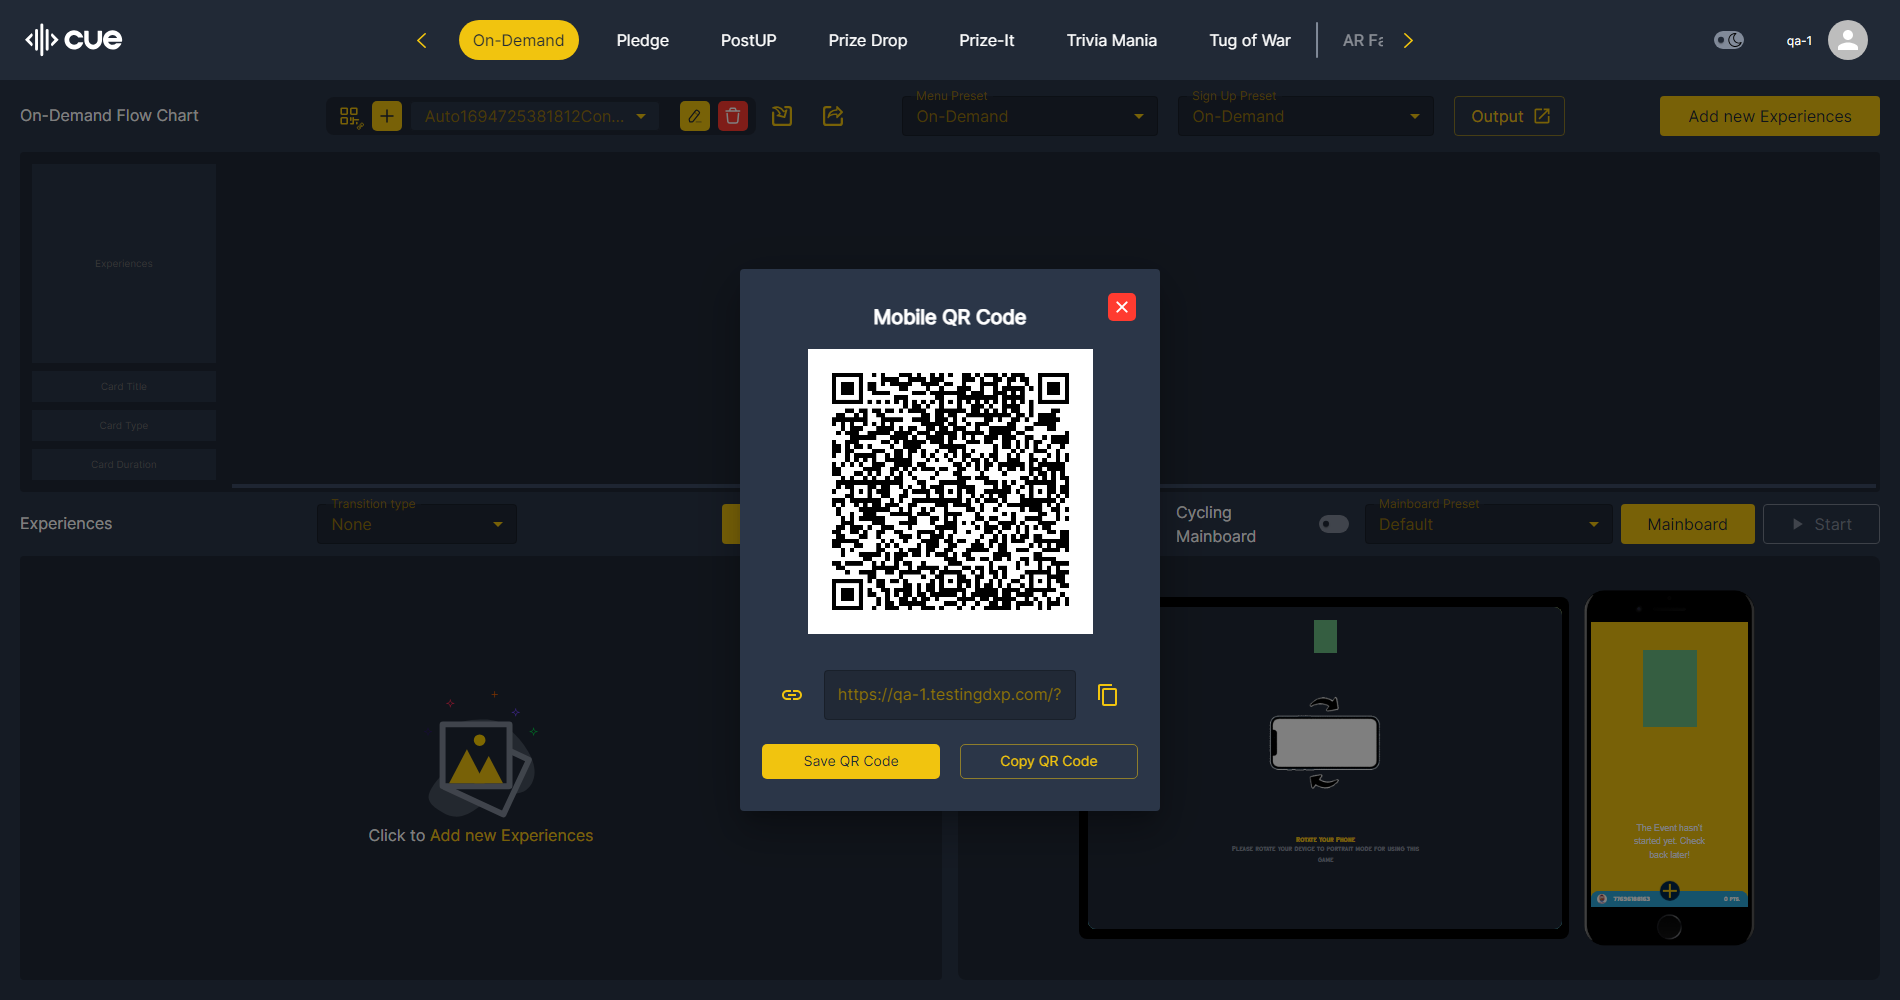 cue
On-Demand
Pledge
PostUP
Prize Drop
Prize-It
Trivia Mania
Tug of War
AR Fa
qa-1
On-Demand Flow Chart
Auto1694725381812Con...
Menu Preset
On-Demand
Sign Up Preset
On-Demand
Output
Add new Experiences
Experiences
Card Title
Card Type
Card Duration
Mobile QR Code
https://qa-1.testingdxp.com/?
Save QR Code
Copy QR Code
Experiences
Transition type
None
Cycling
Mainboard
Mainboard Preset
Default
Mainboard
Start
Click to Add new Experiences
Rotate your phone
Please rotate your device to portrait mode for using this
game
The Event hasn't
started yet. Check
back later!
0 PTS.